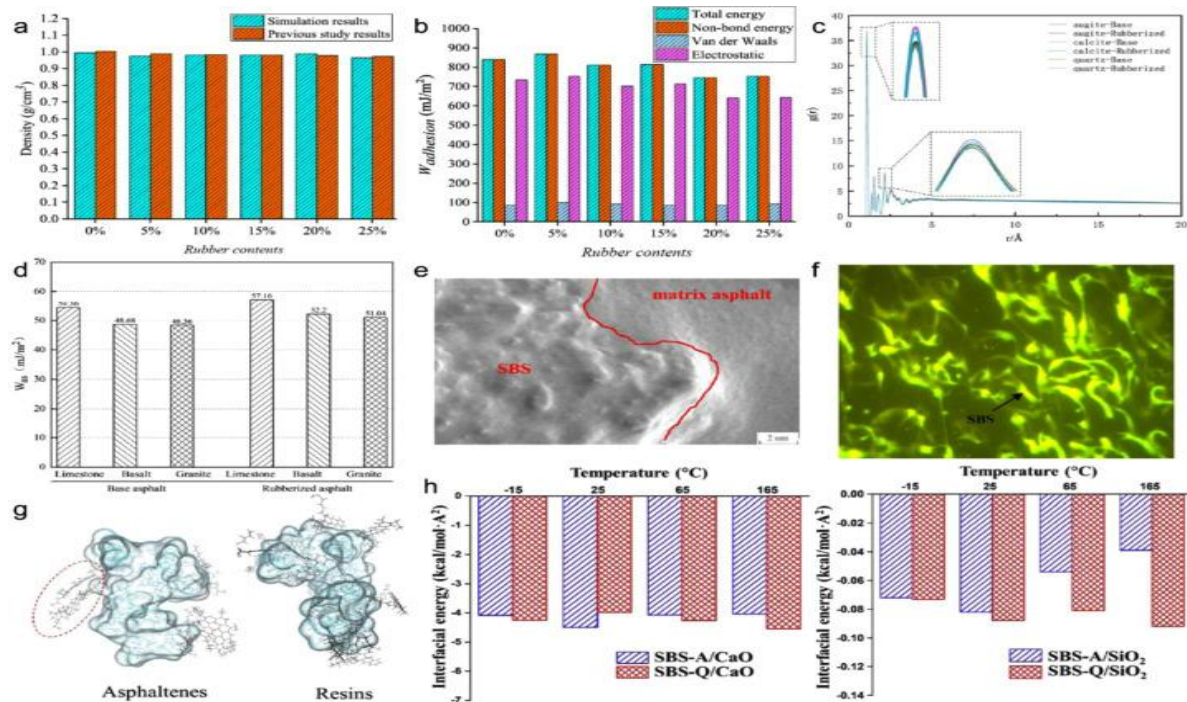 a
Simulation results
Previous study results
Density (g/cm³)
1.4
1.3
1.2
1.1
1.0
0.9
0.8
0.7
0.6
0.5
0.4
0.3
0.2
0.1
0.0
0% 5% 10% 15% 20% 25%
Rubber contents
b
Total energy
Non-bond energy
Van der Waals
Electrostatic
Wadhesion (mJ/m²)
1000
900
800
700
600
500
400
300
200
100
0
0% 5% 10% 15% 20% 25%
Rubber contents
c
augite-Base
augite-Rubberized
calcite-Base
calcite-Rubberized
quartz-Base
quartz-Rubberized
g(r)
40
35
30
25
20
15
10
5
0
0 5 10 15 20
r/Å
d
70
60
50
40
30
20
10
0
48.68
48.36
57.16
52.2
51.04
Limestone Basalt Granite Limestone Basalt Granite
Base asphalt Rubberized asphalt
e
matrix asphalt
SBS
f
SBS
g
Asphaltenes Resins
h
Temperature (°C)
-15 25 65 165
Interfacial energy (kcal/mol·A²)
0
-1
-2
-3
-4
-5
-6
-7
SBS-A/CaO
SBS-Q/CaO
Temperature (°C)
-15 25 65 165
Interfacial energy (kcal/mol·A²)
0.00
-0.02
-0.04
-0.06
-0.08
-0.10
-0.12
-0.14
SBS-A/SiO₂
SBS-Q/SiO₂